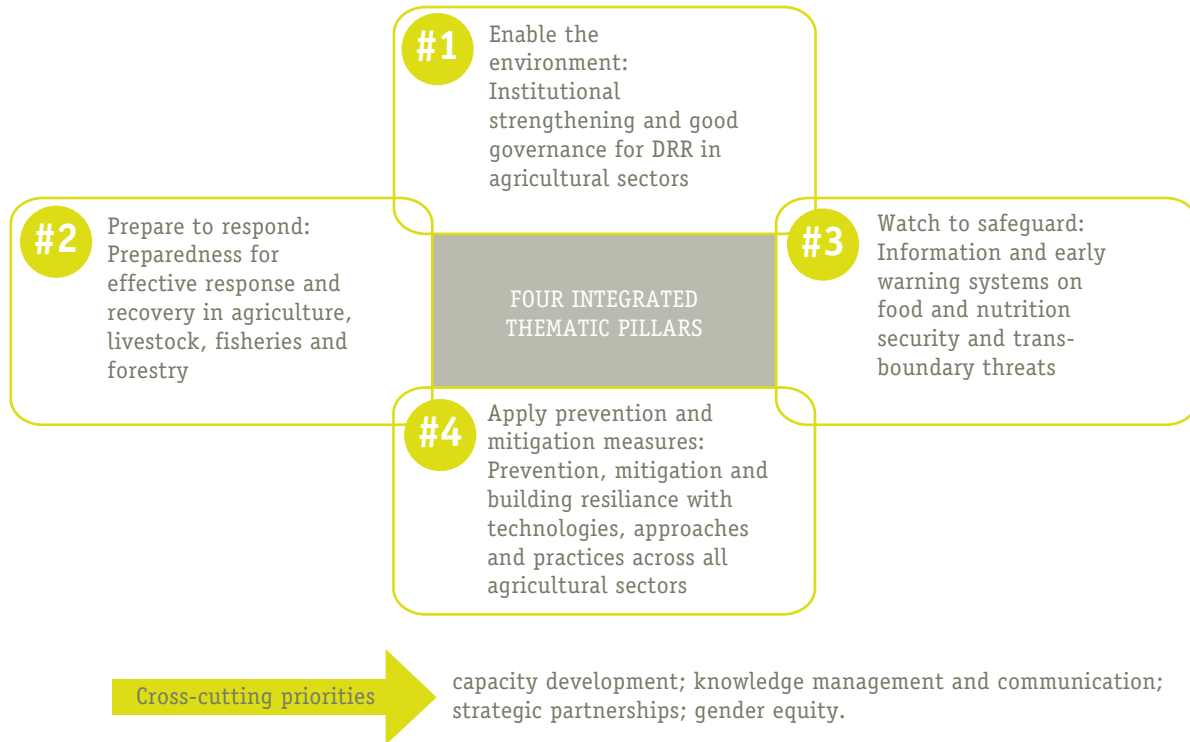 #1
Enable the
environment:
Institutional
strengthening and good
governance for DRR in
agricultural sectors
#2
Prepare to respond:
Preparedness for
effective response and
recovery in agriculture,
livestock, fisheries and
forestry
FOUR INTEGRATED
THEMATIC PILLARS
#3
Watch to safeguard:
Information and early
warning systems on
food and nutrition
security and trans-
boundary threats
#4
Apply prevention and
mitigation measures:
Prevention, mitigation and
building resiliance with
technologies, approaches
and practices across all
agricultural sectors
Cross-cutting priorities
capacity development; knowledge management and communication;
strategic partnerships; gender equity.